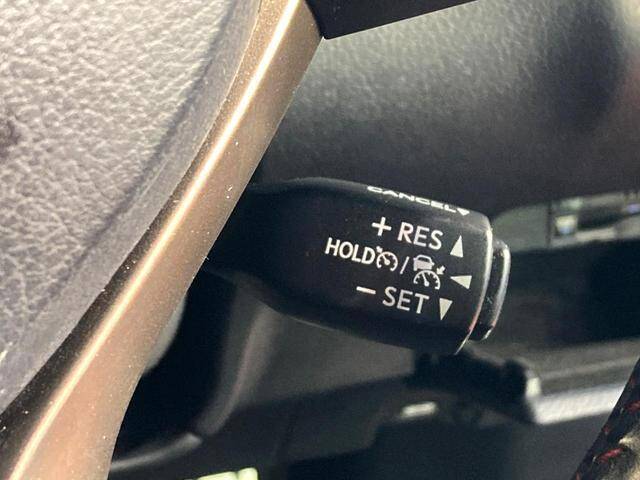 CANCEL
+ RES
HOLD /
- SET